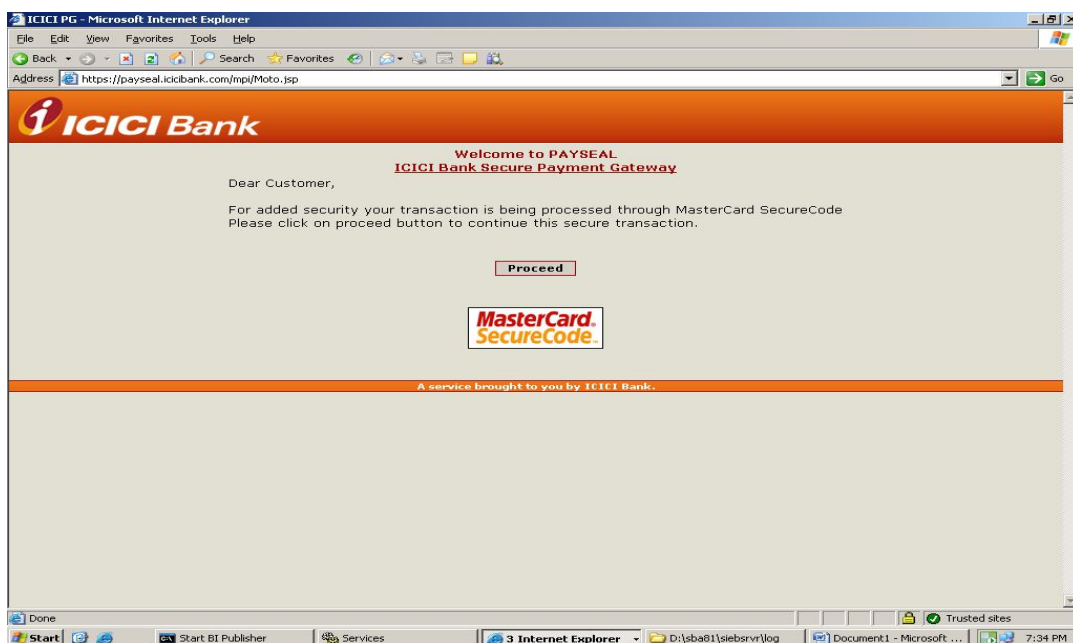 ICICI PG - Microsoft Internet Explorer
File Edit View Favorites Tools Help
Back Search Favorites
Address https://payseal.icicibank.com/mpi/Moto.jsp Go
ICICI Bank
Welcome to PAYSEAL
ICICI Bank Secure Payment Gateway
Dear Customer,
For added security your transaction is being processed through MasterCard SecureCode
Please click on proceed button to continue this secure transaction.
Proceed
MasterCard.
SecureCode.
A service brought to you by ICICI Bank.
Done Trusted sites
Start Start BI Publisher Services 3 Internet Explorer D:\sba81\siebsrvr\log Document1 - Microsoft ... 7:34 PM